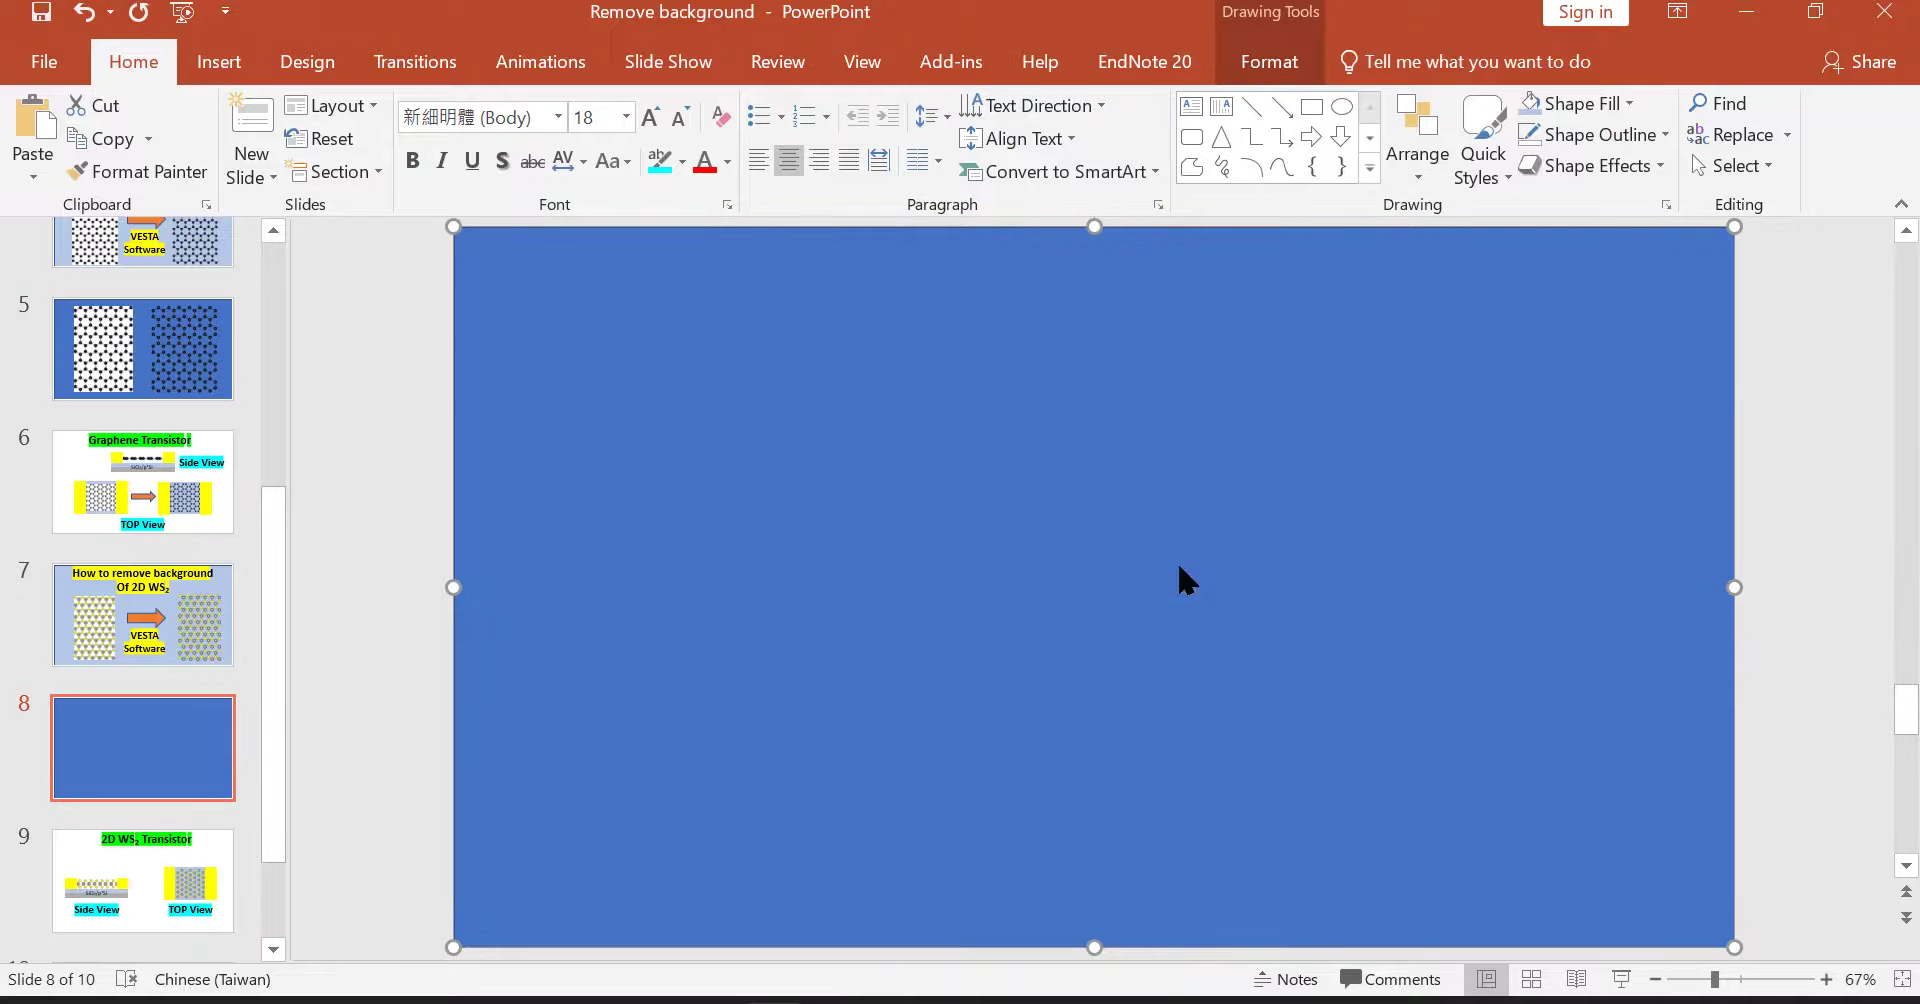 Remove background - PowerPoint
Drawing Tools
Sign in
File Home Insert Design Transitions Animations Slide Show Review View Add-ins Help EndNote 20 Format Tell me what you want to do Share
Paste
Cut
Copy
Format Painter
Clipboard
New
Slide
Layout
Reset
Section
Slides
新細明體 (Body) 18
B I U S abc AV Aa ab A
Font
Text Direction
Align Text
Convert to SmartArt
Paragraph
Arrange
Quick
Styles
Shape Fill
Shape Outline
Shape Effects
Drawing
Find
Replace
Select
Editing
VESTA
Software
5
6
Graphene Transistor
Side View
TOP View
7
How to remove background
Of 2D WS₂
VESTA
Software
8
9
2D WS₂ Transistor
Side View TOP View
Slide 8 of 10 Chinese (Taiwan) Notes Comments 67%